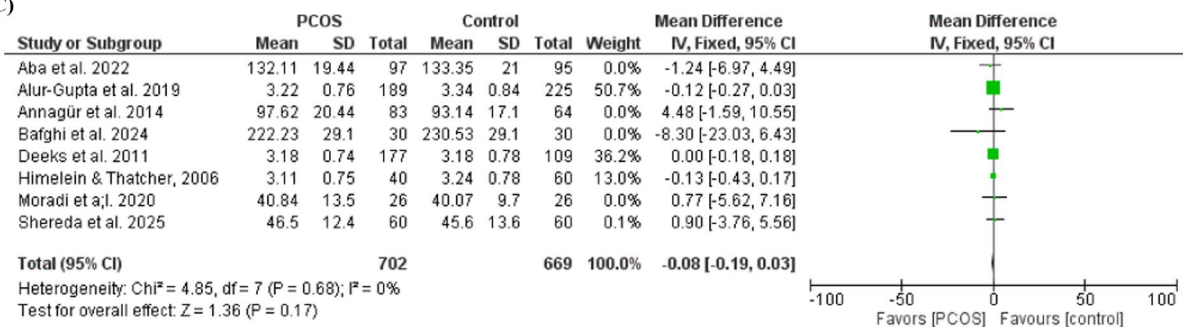 C)
PCOS Control Mean Difference Mean Difference
Study or Subgroup Mean SD Total Mean SD Total Weight IV, Fixed, 95% CI IV, Fixed, 95% CI
Aba et al. 2022 132.11 19.44 97 133.35 21 95 0.0% -1.24 [-6.97, 4.49]
Alur-Gupta et al. 2019 3.22 0.76 189 3.34 0.84 225 50.7% -0.12 [-0.27, 0.03]
Annagür et al. 2014 97.62 20.44 83 93.14 17.1 64 0.0% 4.48 [-1.59, 10.55]
Bafghi et al. 2024 222.23 29.1 30 230.53 29.1 30 0.0% -8.30 [-23.03, 6.43]
Deeks et al. 2011 3.18 0.74 177 3.18 0.78 109 36.2% 0.00 [-0.18, 0.18]
Himelein & Thatcher, 2006 3.11 0.75 40 3.24 0.78 60 13.0% -0.13 [-0.43, 0.17]
Moradi et a;l. 2020 40.84 13.5 26 40.07 9.7 26 0.0% 0.77 [-5.62, 7.16]
Shereda et al. 2025 46.5 12.4 60 45.6 13.6 60 0.1% 0.90 [-3.76, 5.56]
Total (95% CI) 702 669 100.0% -0.08 [-0.19, 0.03]
Heterogeneity: Chi² = 4.85, df = 7 (P = 0.68); I² = 0%
Test for overall effect: Z = 1.36 (P = 0.17)
-100 -50 0 50 100
Favors [PCOS] Favours [control]